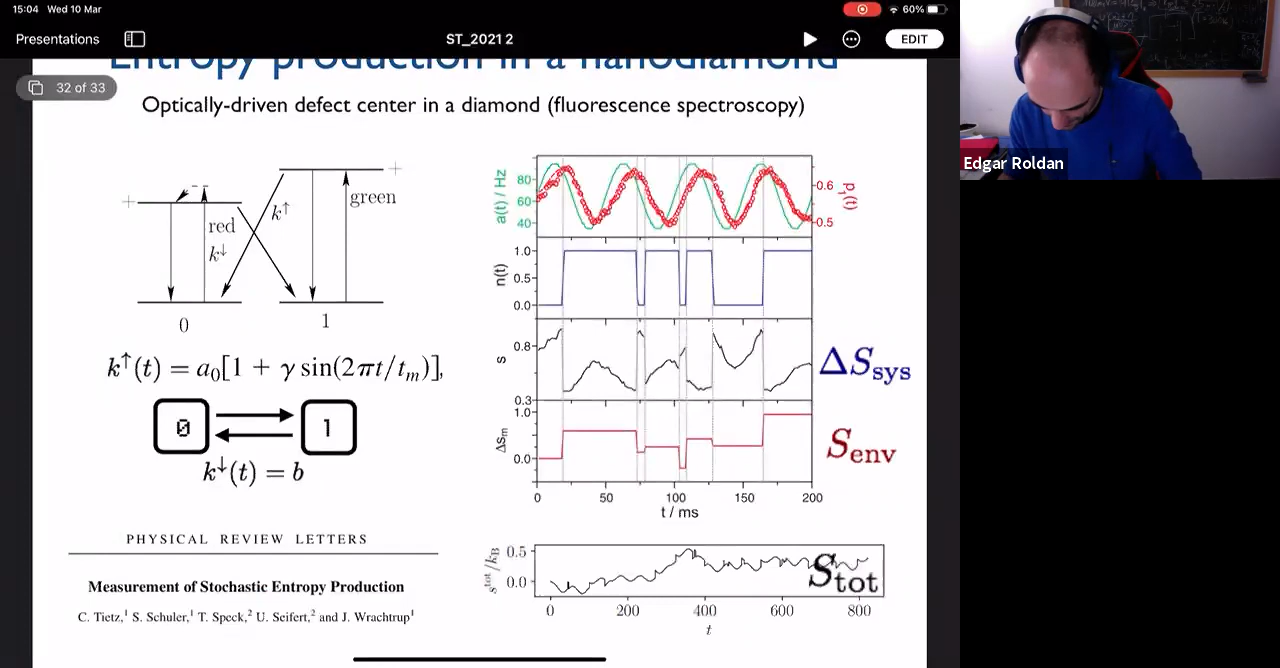 15:04 Wed 10 Mar
60%
Presentations
ST_2021 2
EDIT
Entropy production in a nanodiamond
32 of 33
Optically-driven defect center in a diamond (fluorescence spectroscopy)
+
+
red
k↓
k↑
green
0
1
k↑(t) = a₀[1 + γ sin(2πt/tₘ)],
0
1
k↓(t) = b
PHYSICAL REVIEW LETTERS
Measurement of Stochastic Entropy Production
C. Tietz,¹ S. Schuler,¹ T. Speck,² U. Seifert,² and J. Wrachtrup¹
a(t) / Hz
80
60
40
0.6
0.5
p₁(t)
n(t)
1.0
0.5
0.0
s
0.8
0.3
ΔS_sys
Δsₘ
1.0
0.0
S_env
0 50 100 150 200
t / ms
s^tot/k_B
0.5
0.0
S_tot
0 200 400 600 800
t
Edgar Roldan